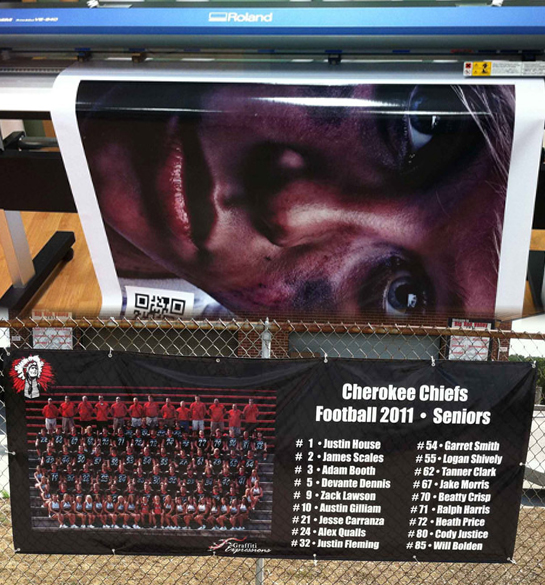 Roland
Cherokee Chiefs
Football 2011 • Seniors
# 1 • Justin House
# 2 • James Scales
# 3 • Adam Booth
# 5 • Devante Dennis
# 9 • Zack Lawson
# 10 • Austin Gilliam
# 21 • Jesse Carranza
# 24 • Alex Qualls
# 32 • Justin Fleming
# 54 • Garret Smith
# 55 • Logan Shively
# 62 • Tanner Clark
# 67 • Jake Morris
# 70 • Beatty Crisp
# 71 • Ralph Harris
# 72 • Heath Price
# 80 • Cody Justice
# 85 • Will Bolden
Graffiti
Expressions